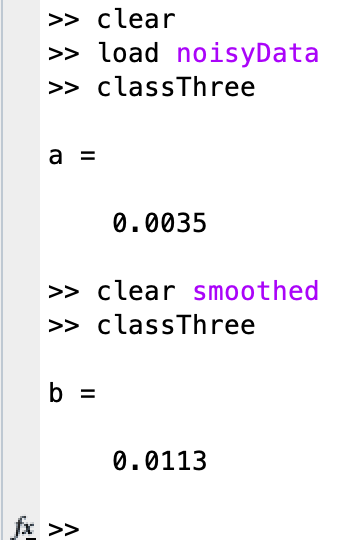 >> clear
>> load noisyData
>> classThree
a =
0.0035
>> clear smoothed
>> classThree
b =
0.0113
fx >>